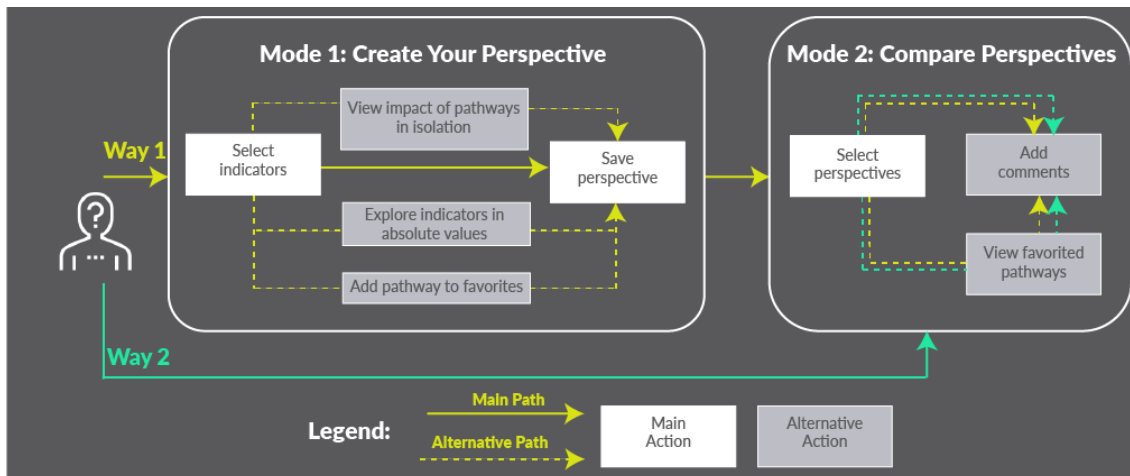 Mode 1: Create Your Perspective
Mode 2: Compare Perspectives
View impact of pathways
in isolation
Way 1
Select
indicators
Save
perspective
Select
perspectives
Add
comments
?
...
Explore indicators in
absolute values
View favorited
pathways
Add pathway to favorites
Way 2
Legend:
Main Path
Alternative Path
Main
Action
Alternative
Action